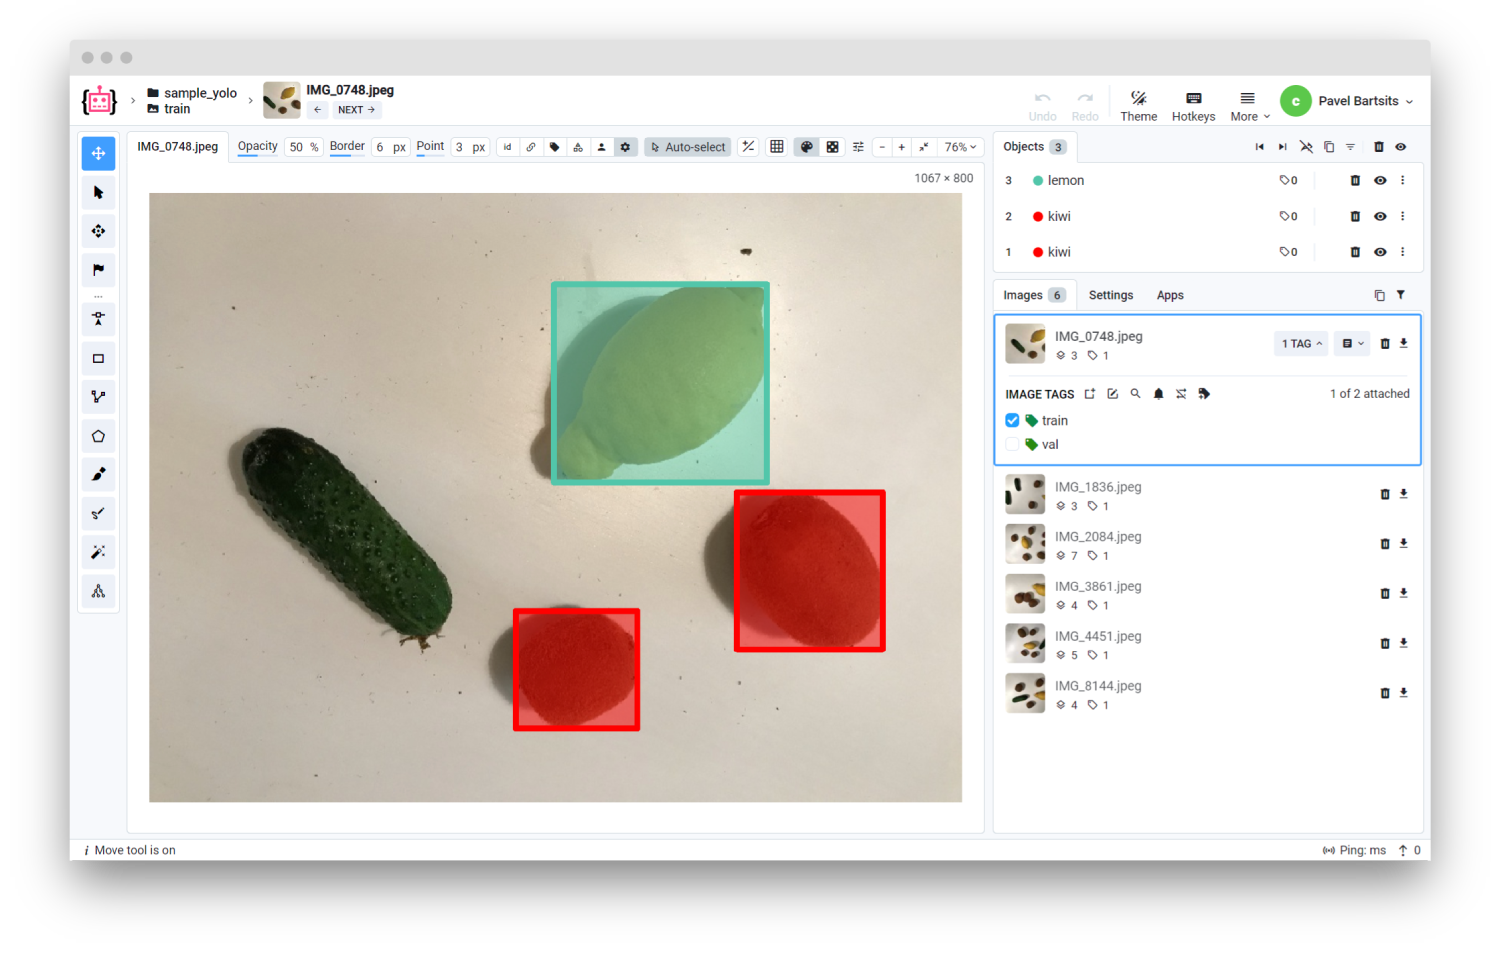 sample_yolo
train
IMG_0748.jpeg
← NEXT →
Undo
Redo
Theme
Hotkeys
More
c
Pavel Bartsits
IMG_0748.jpeg
Opacity 50 % Border 6 px Point 3 px id Auto-select 76%
1067 × 800
Objects 3
3 lemon 0
2 kiwi 0
1 kiwi 0
Images 6 Settings Apps
IMG_0748.jpeg
3 1
1 TAG
IMAGE TAGS 1 of 2 attached
train
val
IMG_1836.jpeg
3 1
IMG_2084.jpeg
7 1
IMG_3861.jpeg
4 1
IMG_4451.jpeg
5 1
IMG_8144.jpeg
4 1
i Move tool is on
Ping: ms 0